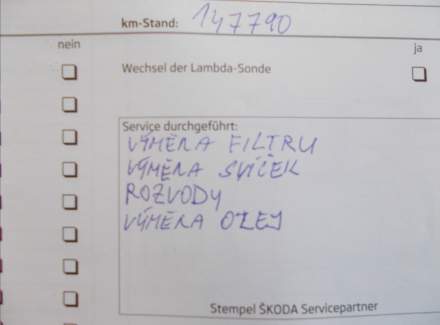 km-Stand: 147790
nein
ja
Wechsel der Lambda-Sonde
Service durchgeführt:
VÝMĚNA FILTRU
VÝMĚNA SVÍČEK
ROZVODY
VÝMĚNA OLEJ
Stempel ŠKODA Servicepartner